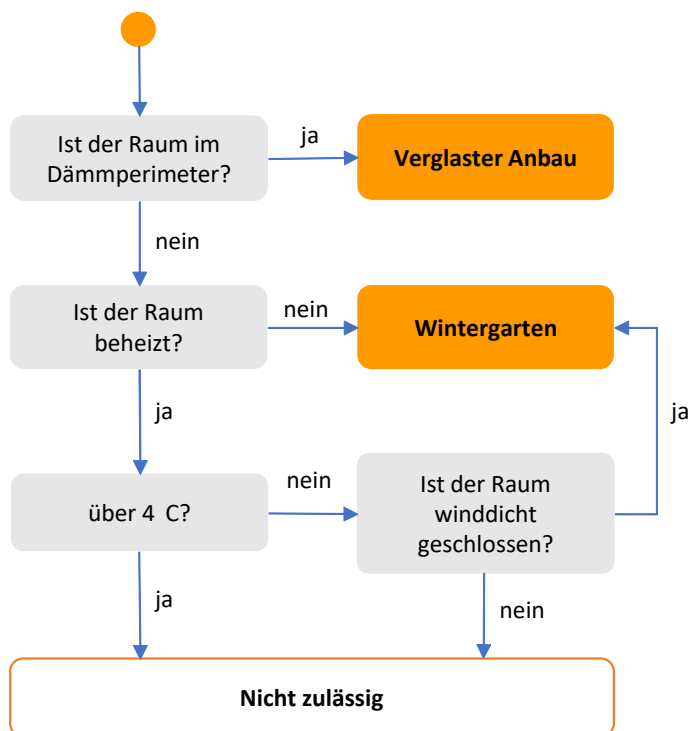 Ist der Raum im
Dämmperimeter?
ja
Verglaster Anbau
nein
Ist der Raum
beheizt?
nein
Wintergarten
ja
ja
über 4  C?
nein
Ist der Raum
winddicht
geschlossen?
ja
nein
Nicht zulässig